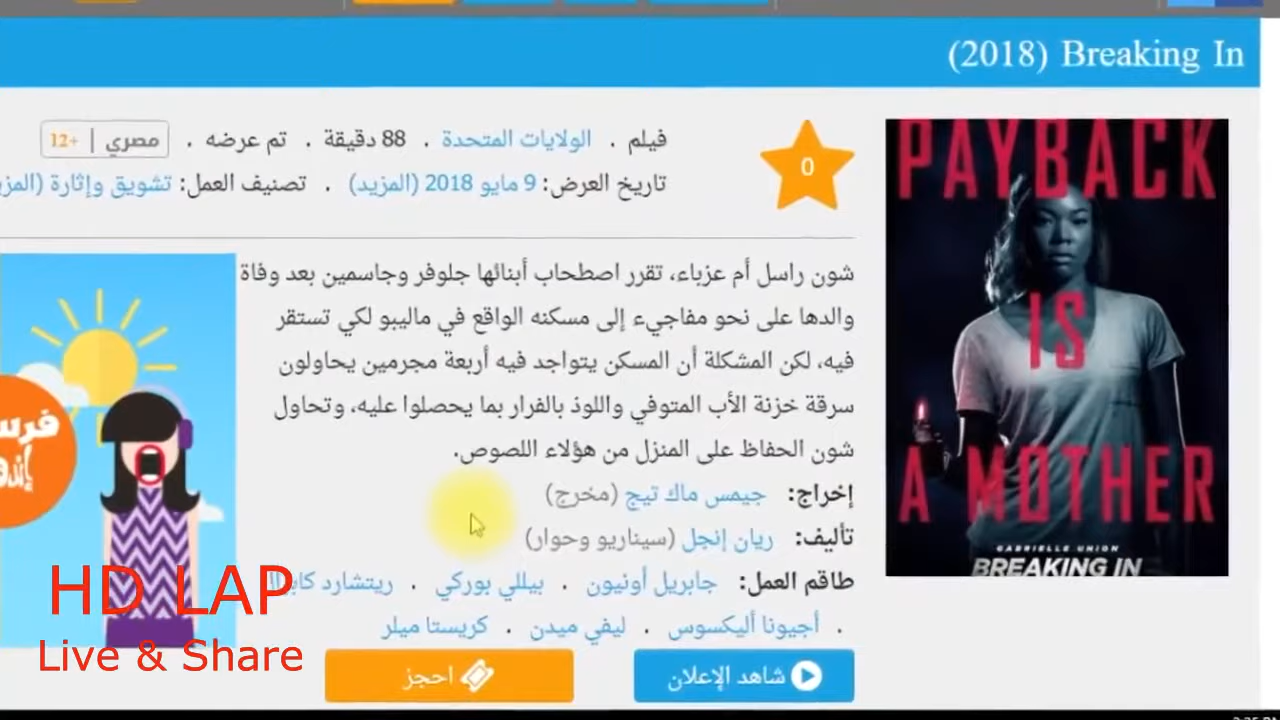 (2018) Breaking In
فيلم . الولايات المتحدة . 88 دقيقة . تم عرضه . مصري | +12
تاريخ العرض: 9 مايو 2018 (المزيد) . تصنيف العمل: تشويق وإثارة
0
شون راسل أم عزباء، تقرر اصطحاب أبنائها جلوفر وجاسمين بعد وفاة
والدها على نحو مفاجيء إلى مسكنه الواقع في ماليبو لكي تستقر
فيه، لكن المشكلة أن المسكن يتواجد فيه أربعة مجرمين يحاولون
سرقة خزنة الأب المتوفي واللوذ بالفرار بما يحصلوا عليه، وتحاول
شون الحفاظ على المنزل من هؤلاء اللصوص.
إخراج: جيمس ماك تيج (مخرج)
تأليف: ريان إنجل (سيناريو وحوار)
طاقم العمل: جابريل أونيون . بيللي بوركي . ريتشارد
. أجيونا أليكسوس . ليفي ميدن . كريستا ميلر
شاهد الإعلان
احجز
PAYBACK
IS
A MOTHER
GABRIELLE UNION
BREAKING IN
HD LAP
Live & Share